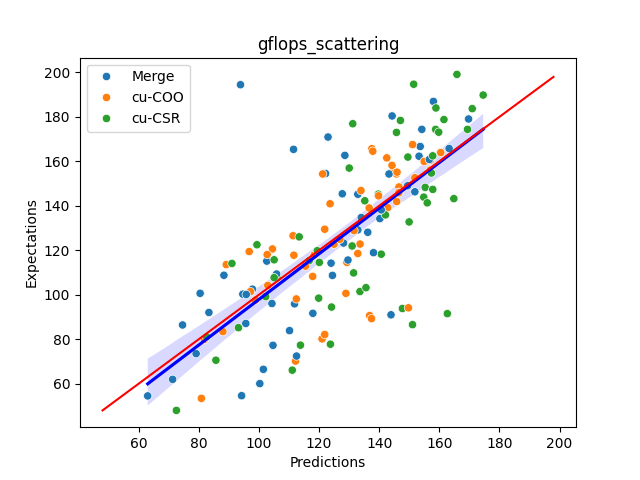 gflops_scattering
Merge
cu-COO
cu-CSR
200
180
160
140
120
100
80
60
Expectations
60 80 100 120 140 160 180 200
Predictions